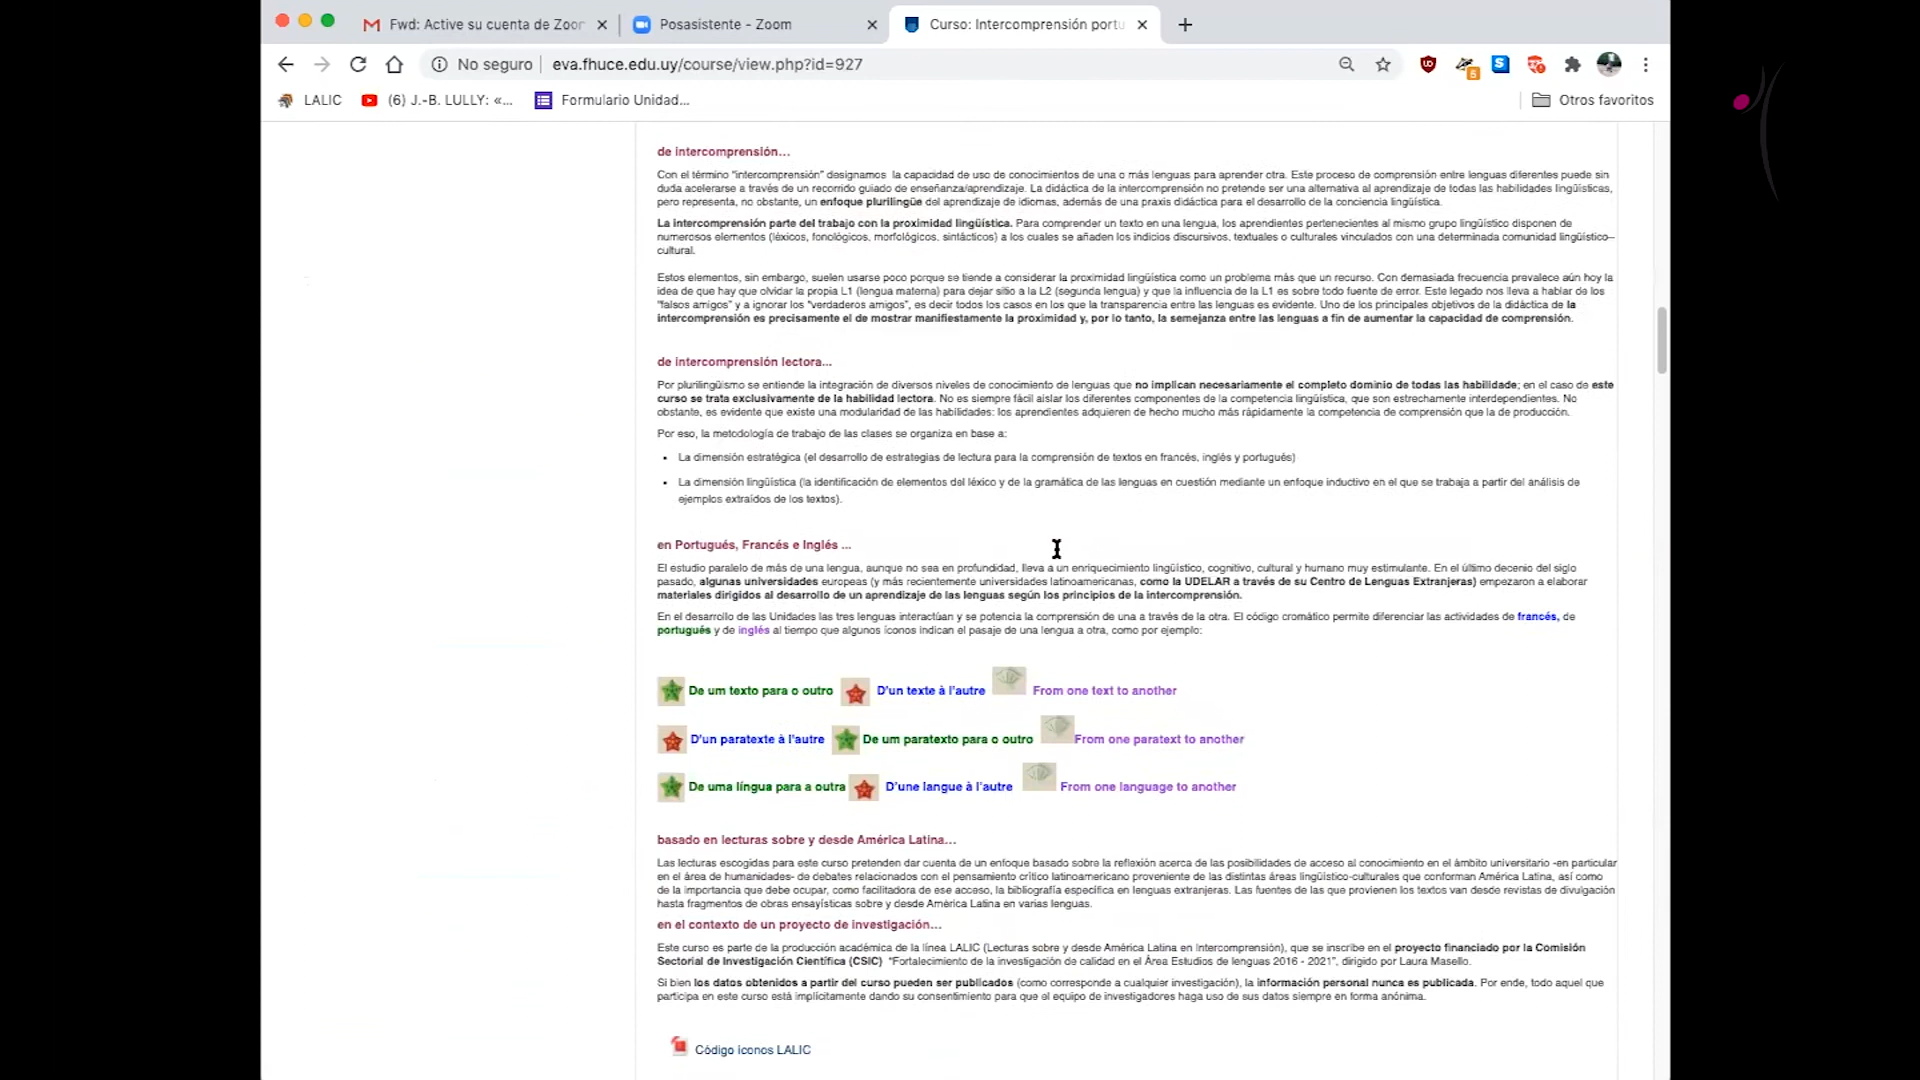 Fwd: Active su cuenta de Zoor
Posasistente - Zoom
Curso: Intercomprensión portu
No seguro
eva.fhuce.edu.uy/course/view.php?id=927
LALIC
(6) J.-B. LULLY: «...
Formulario Unidad...
Otros favoritos
de intercomprensión...
Con el término "intercomprensión" designamos la capacidad de uso de conocimientos de una o más lenguas para aprender otra. Este proceso de comprensión entre lenguas diferentes puede sin
duda acelerarse a través de un recorrido guiado de enseñanza/aprendizaje. La didáctica de la intercomprensión no pretende ser una alternativa al aprendizaje de todas las habilidades lingüísticas,
pero representa, no obstante, un enfoque plurilingüe del aprendizaje de idiomas, además de una praxis didáctica para el desarrollo de la conciencia lingüística.
La intercomprensión parte del trabajo con la proximidad lingüística. Para comprender un texto en una lengua, los aprendientes pertenecientes al mismo grupo lingüístico disponen de
numerosos elementos (léxicos, fonológicos, morfológicos, sintácticos) a los cuales se añaden los indicios discursivos, textuales o culturales vinculados con una determinada comunidad lingüístico–
cultural.
Estos elementos, sin embargo, suelen usarse poco porque se tiende a considerar la proximidad lingüística como un problema más que un recurso. Con demasiada frecuencia prevalece aún hoy la
idea de que hay que olvidar la propia L1 (lengua materna) para dejar sitio a la L2 (segunda lengua) y que la influencia de la L1 es sobre todo fuente de error. Este legado nos lleva a hablar de los
"falsos amigos" y a ignorar los "verdaderos amigos", es decir todos los casos en los que la transparencia entre las lenguas es evidente. Uno de los principales objetivos de la didáctica de la
intercomprensión es precisamente el de mostrar manifiestamente la proximidad y, por lo tanto, la semejanza entre las lenguas a fin de aumentar la capacidad de comprensión.
de intercomprensión lectora...
Por plurilingüismo se entiende la integración de diversos niveles de conocimiento de lenguas que no implican necesariamente el completo dominio de todas las habilidade; en el caso de este
curso se trata exclusivamente de la habilidad lectora. No es siempre fácil aislar los diferentes componentes de la competencia lingüística, que son estrechamente interdependientes. No
obstante, es evidente que existe una modularidad de las habilidades: los aprendientes adquieren de hecho mucho más rápidamente la competencia de comprensión que la de producción.
Por eso, la metodología de trabajo de las clases se organiza en base a:
• La dimensión estratégica (el desarrollo de estrategias de lectura para la comprensión de textos en francés, inglés y portugués)
• La dimensión lingüística (la identificación de elementos del léxico y de la gramática de las lenguas en cuestión mediante un enfoque inductivo en el que se trabaja a partir del análisis de
ejemplos extraídos de los textos).
en Portugués, Francés e Inglés ...
El estudio paralelo de más de una lengua, aunque no sea en profundidad, lleva a un enriquecimiento lingüístico, cognitivo, cultural y humano muy estimulante. En el último decenio del siglo
pasado, algunas universidades europeas (y más recientemente universidades latinoamericanas, como la UDELAR a través de su Centro de Lenguas Extranjeras) empezaron a elaborar
materiales dirigidos al desarrollo de un aprendizaje de las lenguas según los principios de la intercomprensión.
En el desarrollo de las Unidades las tres lenguas interactúan y se potencia la comprensión de una a través de la otra. El código cromático permite diferenciar las actividades de francés, de
portugués y de inglés al tiempo que algunos íconos indican el pasaje de una lengua a otra, como por ejemplo:
De um texto para o outro D'un texte à l'autre From one text to another
D'un paratexte à l'autre De um paratexto para o outro From one paratext to another
De uma língua para a outra D'une langue à l'autre From one language to another
basado en lecturas sobre y desde América Latina...
Las lecturas escogidas para este curso pretenden dar cuenta de un enfoque basado sobre la reflexión acerca de las posibilidades de acceso al conocimiento en el ámbito universitario -en particular
en el área de humanidades- de debates relacionados con el pensamiento crítico latinoamericano proveniente de las distintas áreas lingüístico-culturales que conforman América Latina, así como
de la importancia que debe ocupar, como facilitadora de ese acceso, la bibliografía específica en lenguas extranjeras. Las fuentes de las que provienen los textos van desde revistas de divulgación
hasta fragmentos de obras ensayísticas sobre y desde América Latina en varias lenguas.
en el contexto de un proyecto de investigación...
Este curso es parte de la producción académica de la línea LALIC (Lecturas sobre y desde América Latina en Intercomprensión), que se inscribe en el proyecto financiado por la Comisión
Sectorial de Investigación Científica (CSIC) "Fortalecimiento de la investigación de calidad en el Área Estudios de lenguas 2016 - 2021", dirigido por Laura Masello.
Si bien los datos obtenidos a partir del curso pueden ser publicados (como corresponde a cualquier investigación), la información personal nunca es publicada. Por ende, todo aquel que
participa en este curso está implícitamente dando su consentimiento para que el equipo de investigadores haga uso de sus datos siempre en forma anónima.
Código íconos LALIC